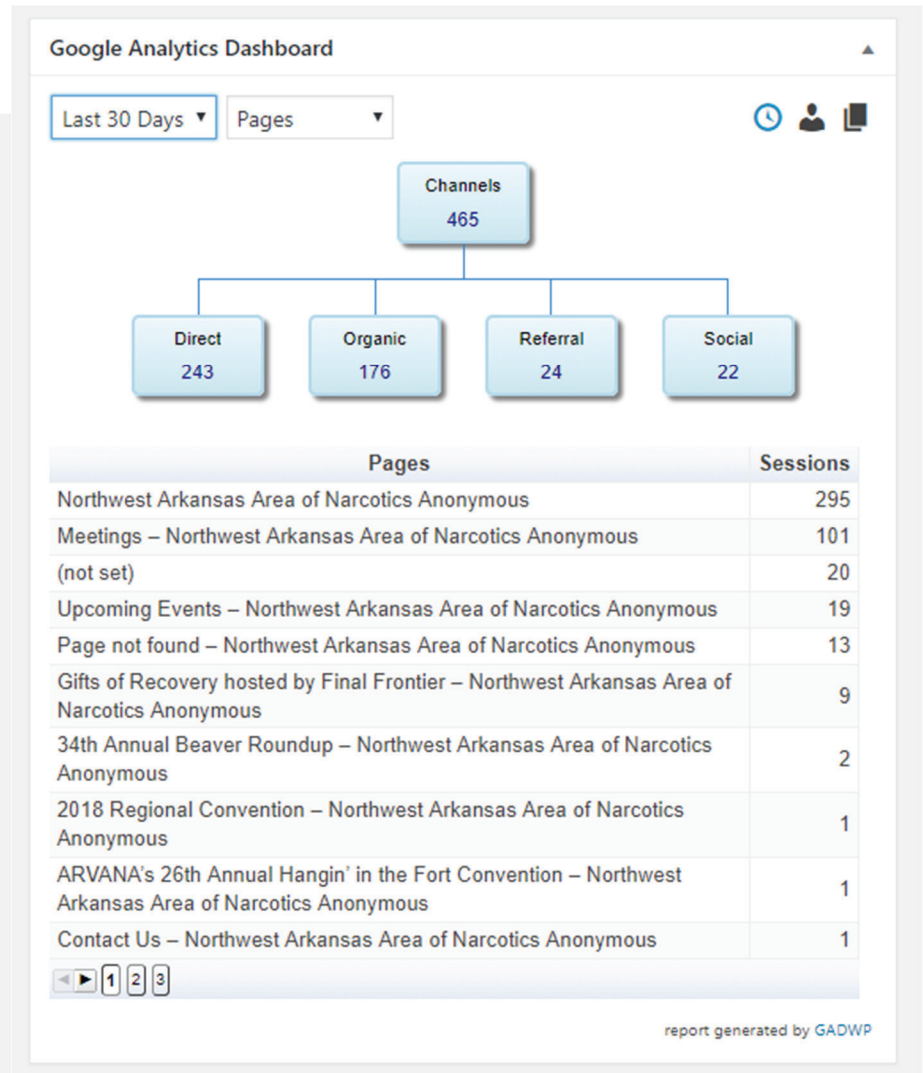 Google Analytics Dashboard
Last 30 Days
Pages
Channels
465
Direct
243
Organic
176
Referral
24
Social
22
Pages Sessions
Northwest Arkansas Area of Narcotics Anonymous 295
Meetings – Northwest Arkansas Area of Narcotics Anonymous 101
(not set) 20
Upcoming Events – Northwest Arkansas Area of Narcotics Anonymous 19
Page not found – Northwest Arkansas Area of Narcotics Anonymous 13
Gifts of Recovery hosted by Final Frontier – Northwest Arkansas Area of
Narcotics Anonymous 9
34th Annual Beaver Roundup – Northwest Arkansas Area of Narcotics
Anonymous 2
2018 Regional Convention – Northwest Arkansas Area of Narcotics
Anonymous 1
ARVANA’s 26th Annual Hangin’ in the Fort Convention – Northwest
Arkansas Area of Narcotics Anonymous 1
Contact Us – Northwest Arkansas Area of Narcotics Anonymous 1
1 2 3
report generated by GADWP